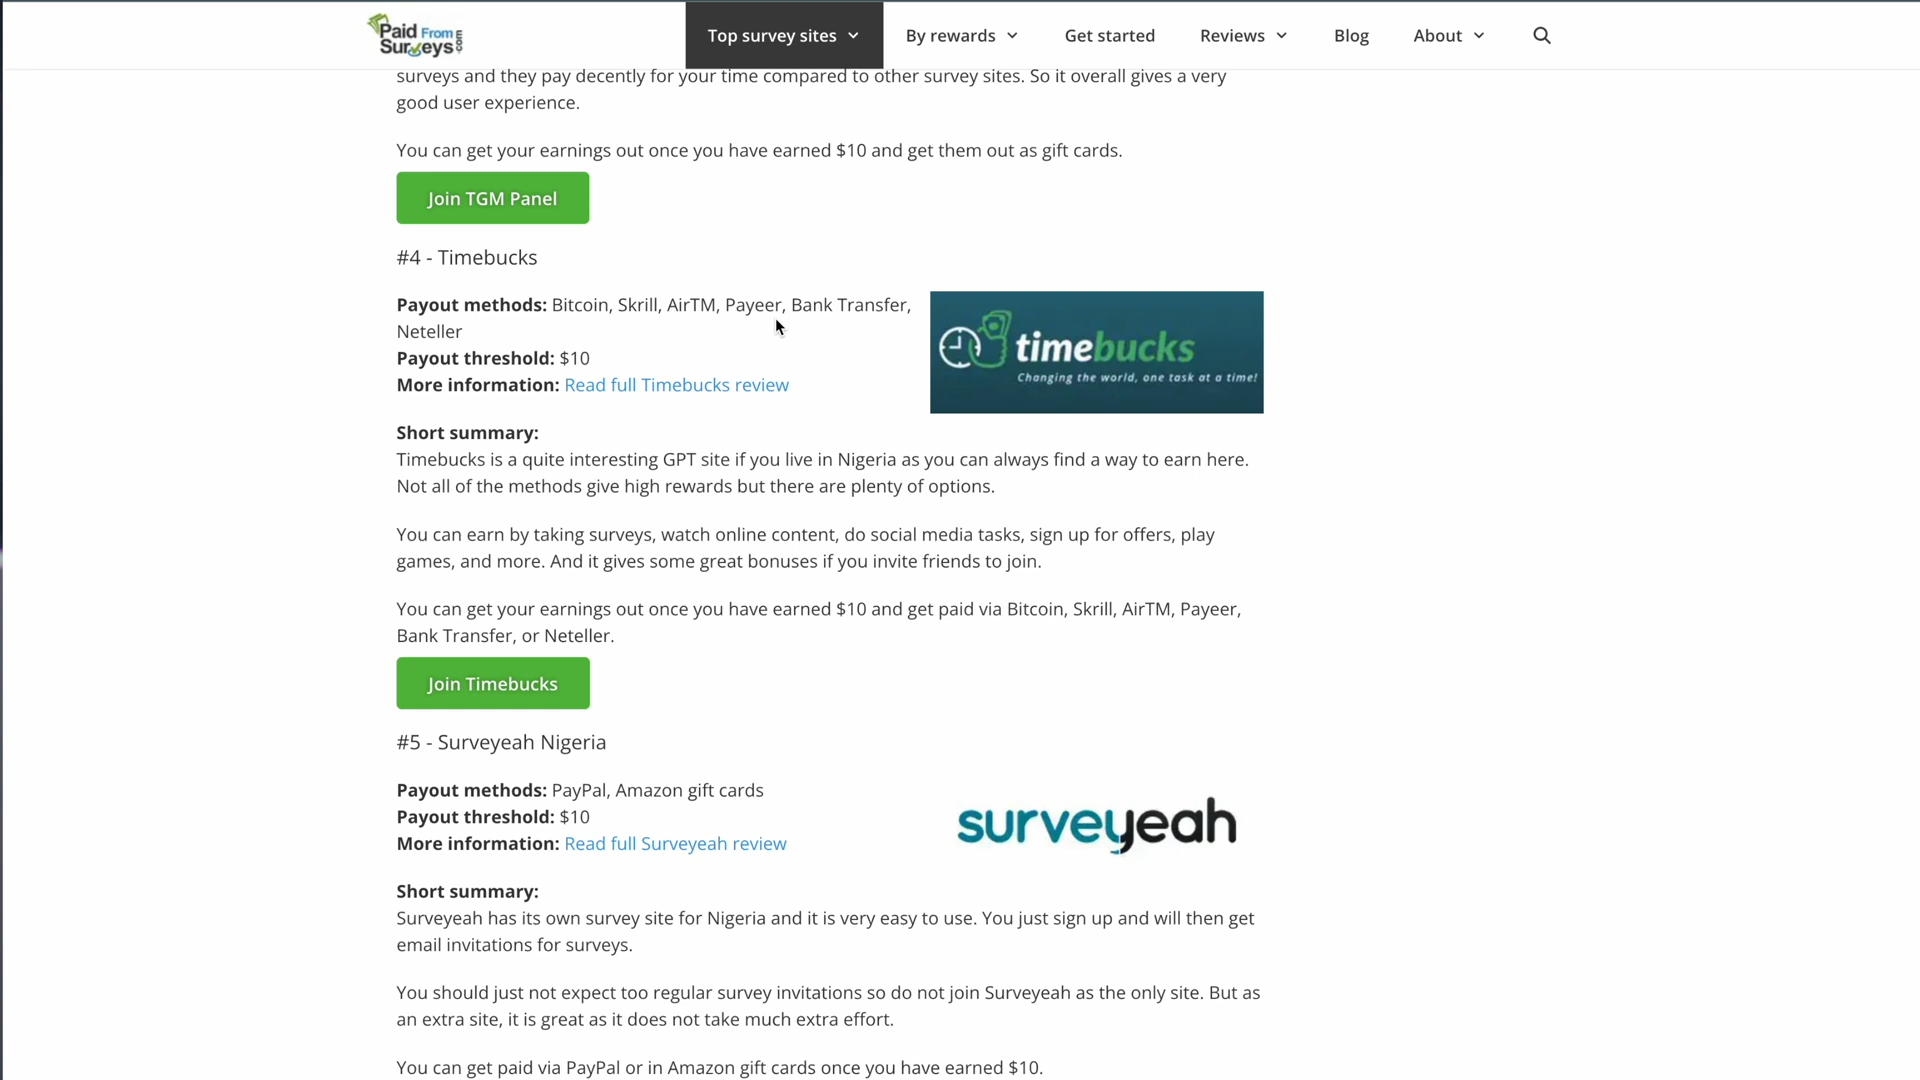 Paid From Surveys.com
Top survey sites
By rewards
Get started
Reviews
Blog
About
surveys and they pay decently for your time compared to other survey sites. So it overall gives a very
good user experience.
You can get your earnings out once you have earned $10 and get them out as gift cards.
Join TGM Panel
#4 - Timebucks
Payout methods: Bitcoin, Skrill, AirTM, Payeer, Bank Transfer,
Neteller
Payout threshold: $10
More information: Read full Timebucks review
timebucks
Changing the world, one task at a time!
Short summary:
Timebucks is a quite interesting GPT site if you live in Nigeria as you can always find a way to earn here.
Not all of the methods give high rewards but there are plenty of options.
You can earn by taking surveys, watch online content, do social media tasks, sign up for offers, play
games, and more. And it gives some great bonuses if you invite friends to join.
You can get your earnings out once you have earned $10 and get paid via Bitcoin, Skrill, AirTM, Payeer,
Bank Transfer, or Neteller.
Join Timebucks
#5 - Surveyeah Nigeria
Payout methods: PayPal, Amazon gift cards
Payout threshold: $10
More information: Read full Surveyeah review
surveyeah
Short summary:
Surveyeah has its own survey site for Nigeria and it is very easy to use. You just sign up and will then get
email invitations for surveys.
You should just not expect too regular survey invitations so do not join Surveyeah as the only site. But as
an extra site, it is great as it does not take much extra effort.
You can get paid via PayPal or in Amazon gift cards once you have earned $10.